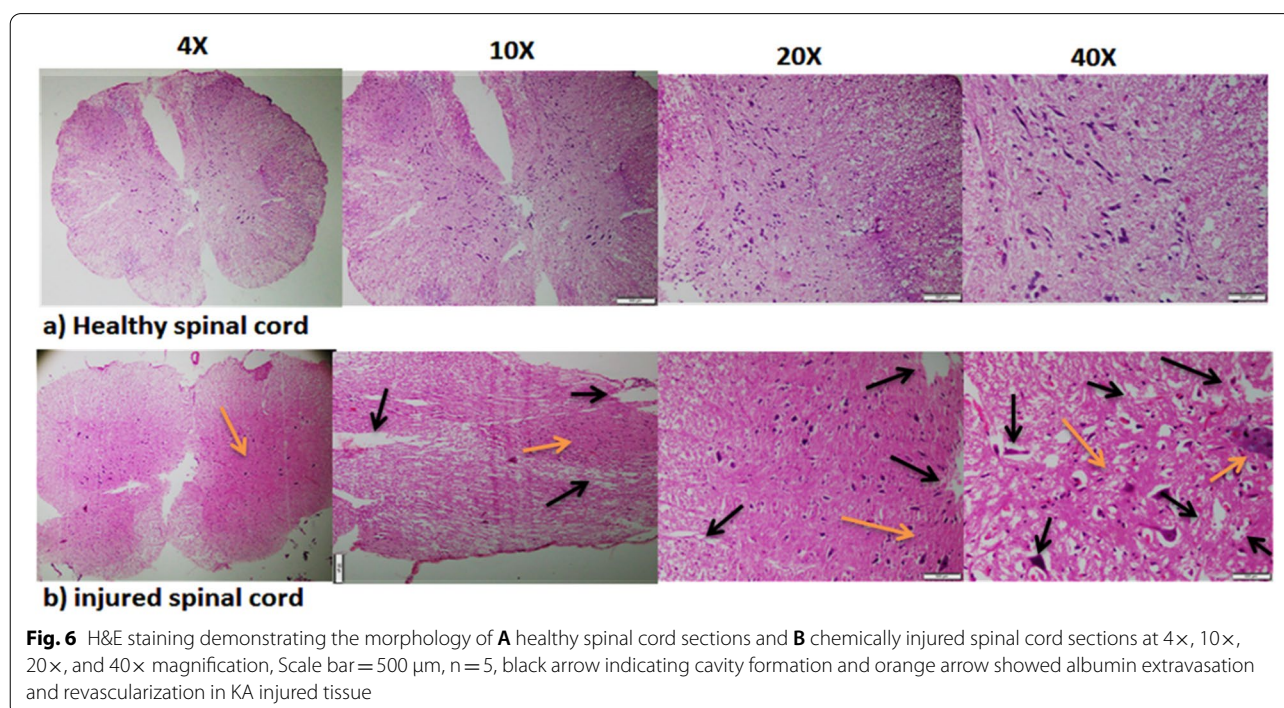 4X 10X 20X 40X
a) Healthy spinal cord
b) injured spinal cord
Fig. 6 H&E staining demonstrating the morphology of A healthy spinal cord sections and B chemically injured spinal cord sections at 4×, 10×,
20×, and 40× magnification, Scale bar = 500 μm, n = 5, black arrow indicating cavity formation and orange arrow showed albumin extravasation
and revascularization in KA injured tissue